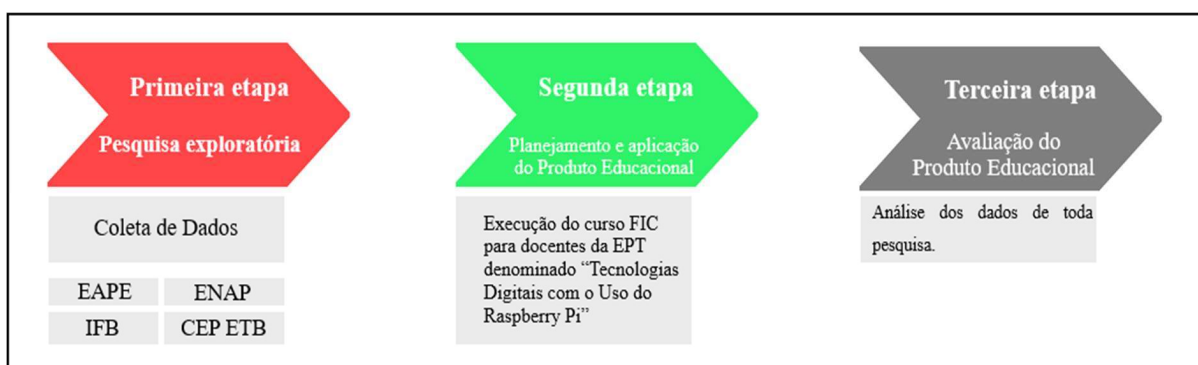 Primeira etapa
Pesquisa exploratória
Coleta de Dados
EAPE
ENAP
IFB
CEP ETB
Segunda etapa
Planejamento e aplicação
do Produto Educacional
Execução do curso FIC
para docentes da EPT
denominado “Tecnologias
Digitais com o Uso do
Raspberry Pi”
Terceira etapa
Avaliação do
Produto Educacional
Análise dos dados de toda
pesquisa.